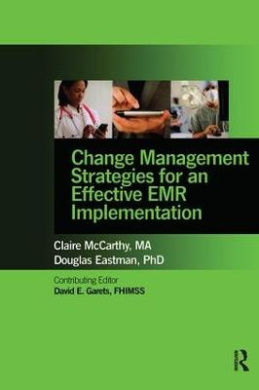 Change Management
Strategies for an
Effective EMR
Implementation
Claire McCarthy, MA
Douglas Eastman, PhD
Contributing Editor
David E. Garets, FHIMSS
R